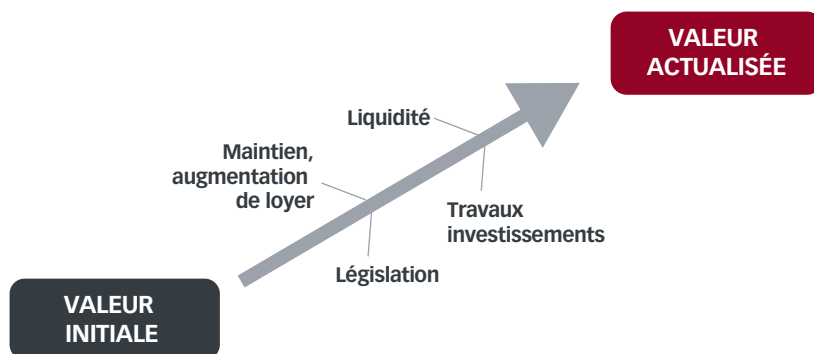 VALEUR
ACTUALISÉE
Liquidité
Maintien,
augmentation
de loyer
Travaux
investissements
Législation
VALEUR
INITIALE